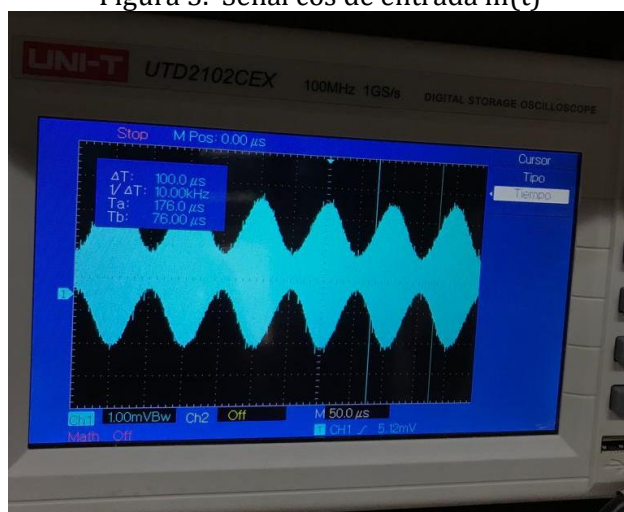 Figura 3. Señal cos de entrada m(t)
UNI-T UTD2102CEX 100MHz 1GS/s DIGITAL STORAGE OSCILLOSCOPE
Stop M Pos: 0.00 μs Cursor
Tipo
Tiempo
ΔT: 100.0 μs
1/ΔT: 10.00kHz
Ta: 176.0 μs
Tb: 76.00 μs
1
CH1 1.00mVBw Ch2 Off M 50.0 μs
Math Off T CH1 5.12mV